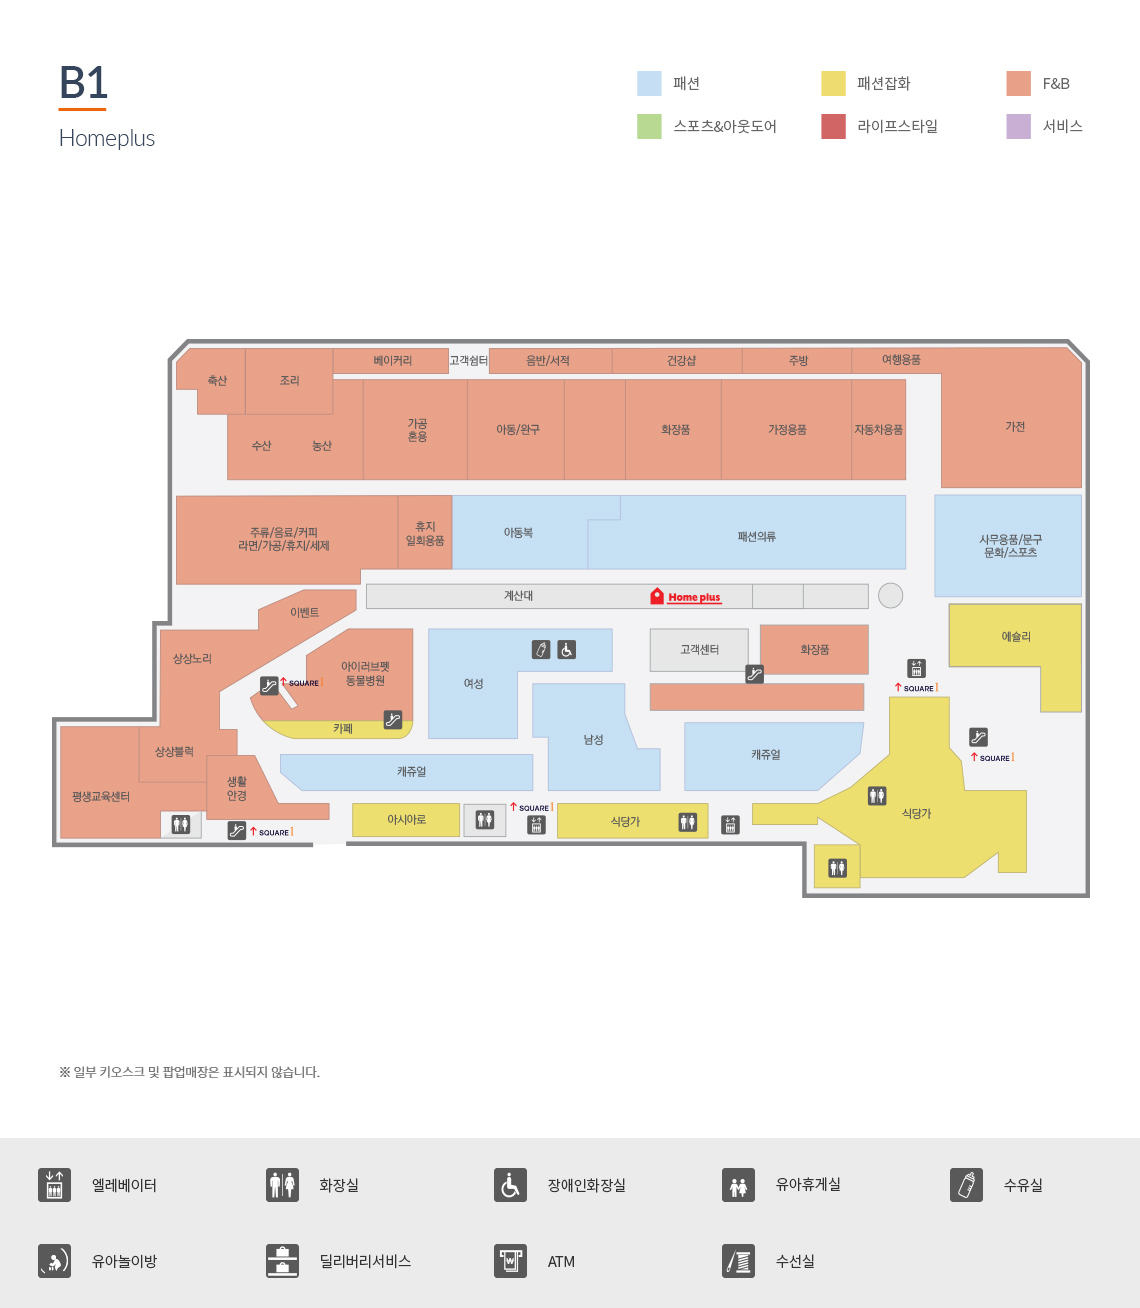 B1
Homeplus
패션
패션잡화
F&B
스포츠&아웃도어
라이프스타일
서비스
베이커리
고객쉼터
음반/서적
건강샵
주방
여행용품
축산
조리
가공
혼용
아동/완구
화장품
가정용품
자동차용품
가전
수산
농산
주류/음료/커피
라면/가공/휴지/세제
휴지
일회용품
아동복
패션의류
사무용품/문구
문화/스포츠
계산대
Home plus
이벤트
상상노리
아이러브펫
동물병원
SQUARE1
카페
여성
고객센터
화장품
에슐리
SQUARE1
남성
캐쥬얼
SQUARE1
상상블럭
캐쥬얼
생활
안경
평생교육센터
SQUARE1
아시아로
SQUARE1
식당가
식당가
※ 일부 키오스크 및 팝업매장은 표시되지 않습니다.
엘레베이터
화장실
장애인화장실
유아휴게실
수유실
유아놀이방
딜리버리서비스
ATM
수선실